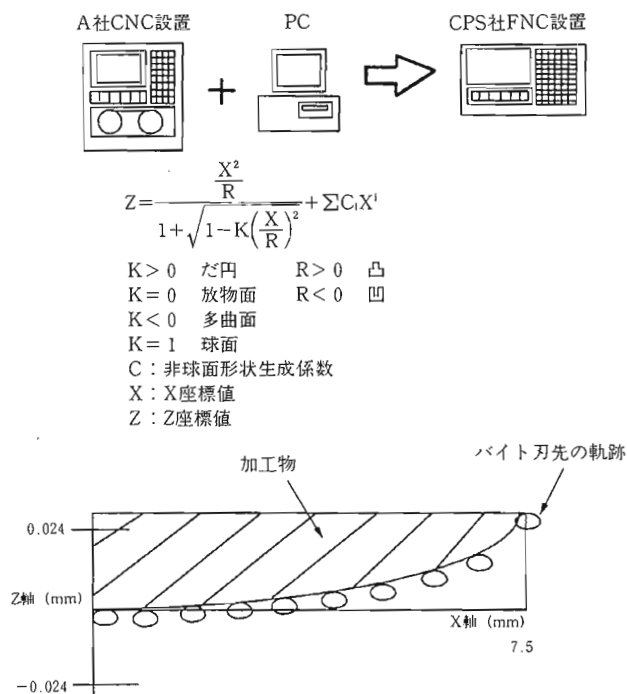 A社CNC設置 PC CPS社FNC設置
Z=\frac{\frac{X²}{R}}{1+\sqrt{1-K(\frac{X}{R})²}}+ΣCᵢXⁱ
K>0 だ円 R>0 凸
K=0 放物面 R<0 凹
K<0 多曲面
K=1 球面
C：非球面形状生成係数
X：X座標値
Z：Z座標値
バイト刃先の軌跡
加工物
0.024
Z軸 (mm)
X軸 (mm)
7.5
−0.024